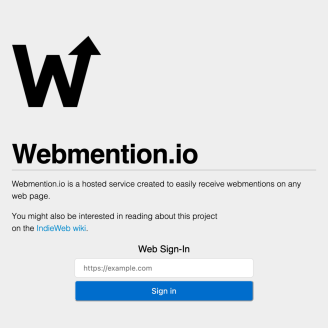 W
Webmention.io
Webmention.io is a hosted service created to easily receive webmentions on any
web page.
You might also be interested in reading about this project
on the IndieWeb wiki.
Web Sign-In
https://example.com
Sign in